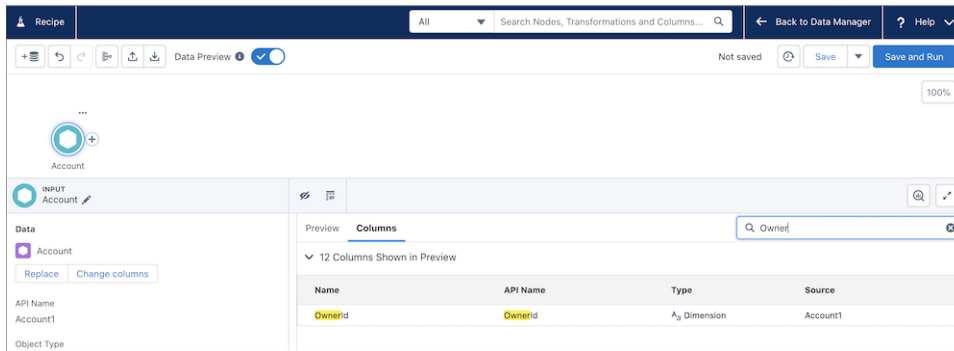 Recipe
All
Search Nodes, Transformations and Columns...
Back to Data Manager
? Help
Data Preview
Not saved
Save
Save and Run
100%
...
Account
INPUT
Account
Data
Account
Replace
Change columns
API Name
Account1
Object Type
Preview
Columns
Owner
12 Columns Shown in Preview
Name API Name Type Source
OwnerId OwnerId Aa Dimension Account1